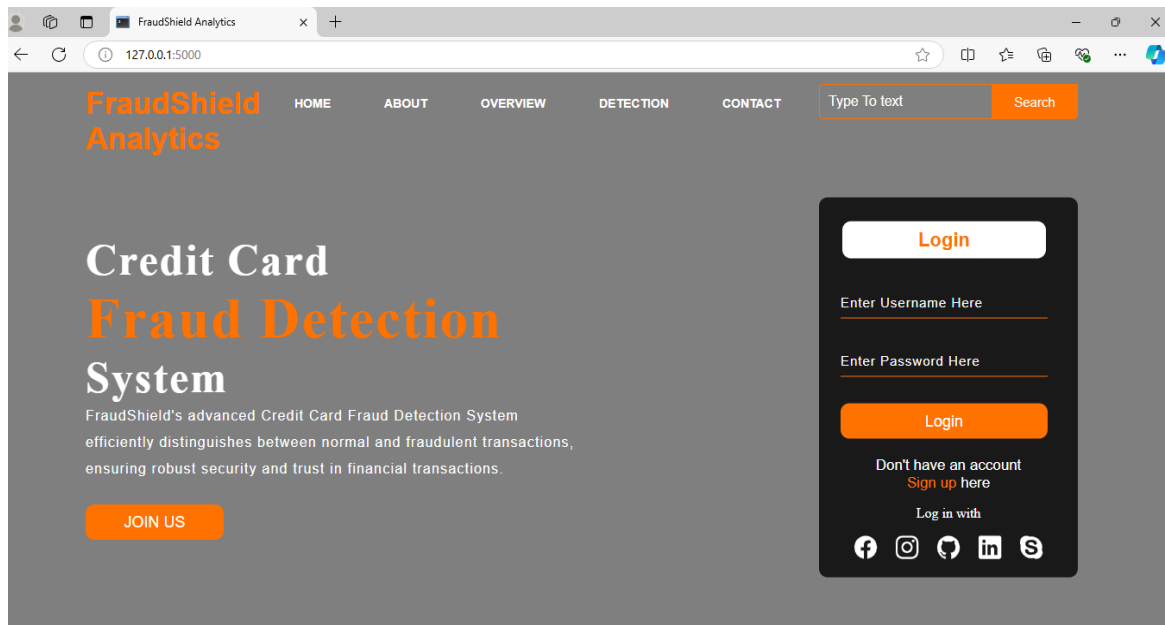 FraudShield Analytics
127.0.0.1:5000
FraudShield
Analytics
HOME ABOUT OVERVIEW DETECTION CONTACT
Type To text Search
Credit Card
Fraud Detection
System
FraudShield's advanced Credit Card Fraud Detection System
efficiently distinguishes between normal and fraudulent transactions,
ensuring robust security and trust in financial transactions.
JOIN US
Login
Enter Username Here
Enter Password Here
Login
Don't have an account
Sign up here
Log in with